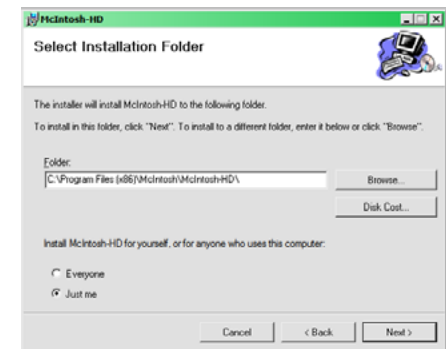 McIntosh-HD
Select Installation Folder
The installer will install McIntosh-HD to the following folder.
To install in this folder, click "Next". To install to a different folder, enter it below or click "Browse".
Folder:
C:\Program Files (x86)\McIntosh\McIntosh-HD\
Browse...
Disk Cost...
Install McIntosh-HD for yourself, or for anyone who uses this computer:
Everyone
Just me
Cancel
< Back
Next >